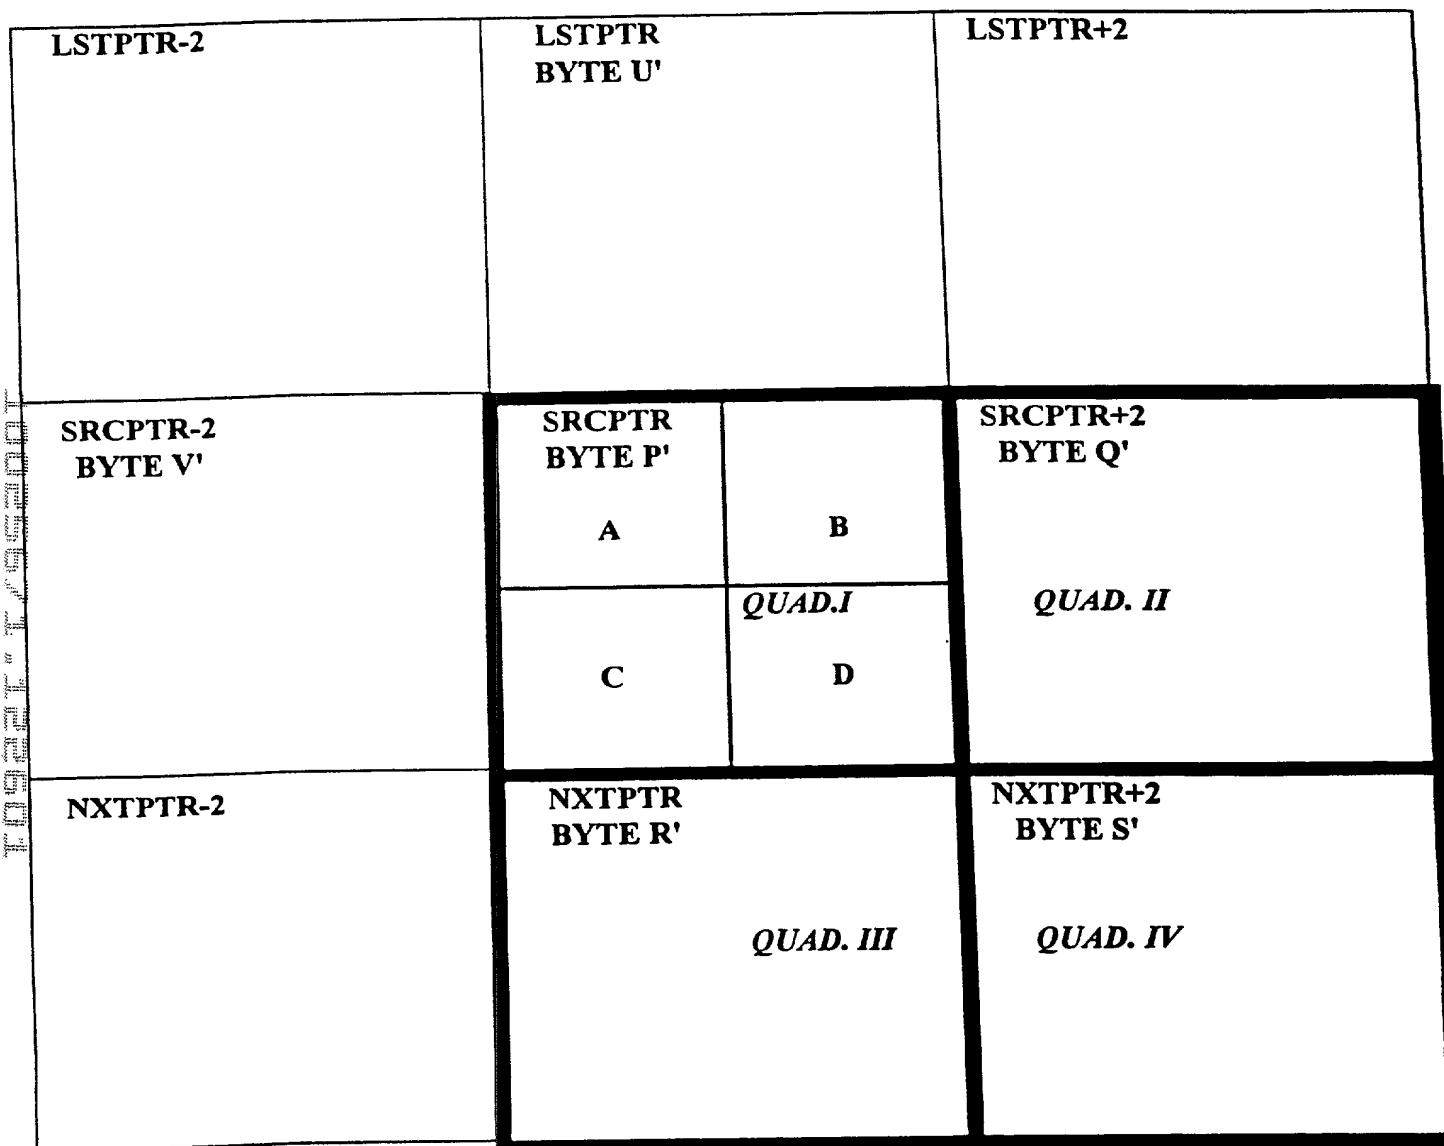 LSTPTR-2
LSTPTR
BYTE U'
LSTPTR+2
SRCPTR-2
BYTE V'
SRCPTR
BYTE P'
A
B
QUAD.I
C
D
SRCPTR+2
BYTE Q'
QUAD. II
NXTPTR-2
NXTPTR
BYTE R'
QUAD. III
NXTPTR+2
BYTE S'
QUAD. IV